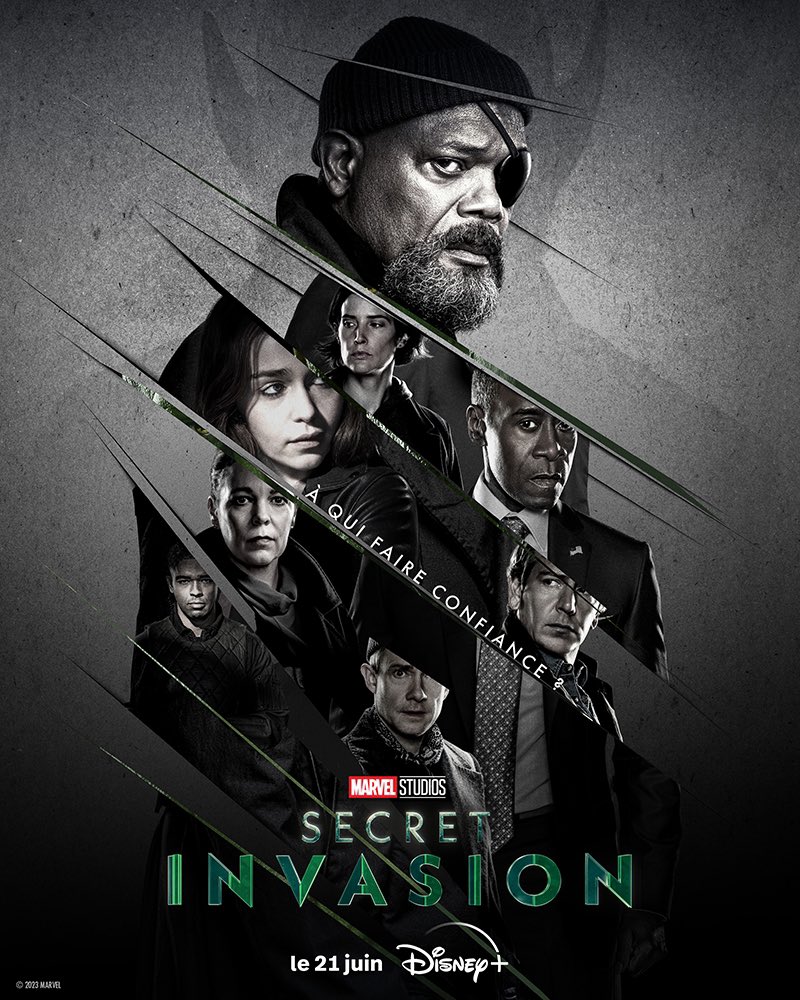 À QUI FAIRE CONFIANCE ?
MARVEL STUDIOS
SECRET
INVASION
le 21 juin Disney+
© 2023 MARVEL